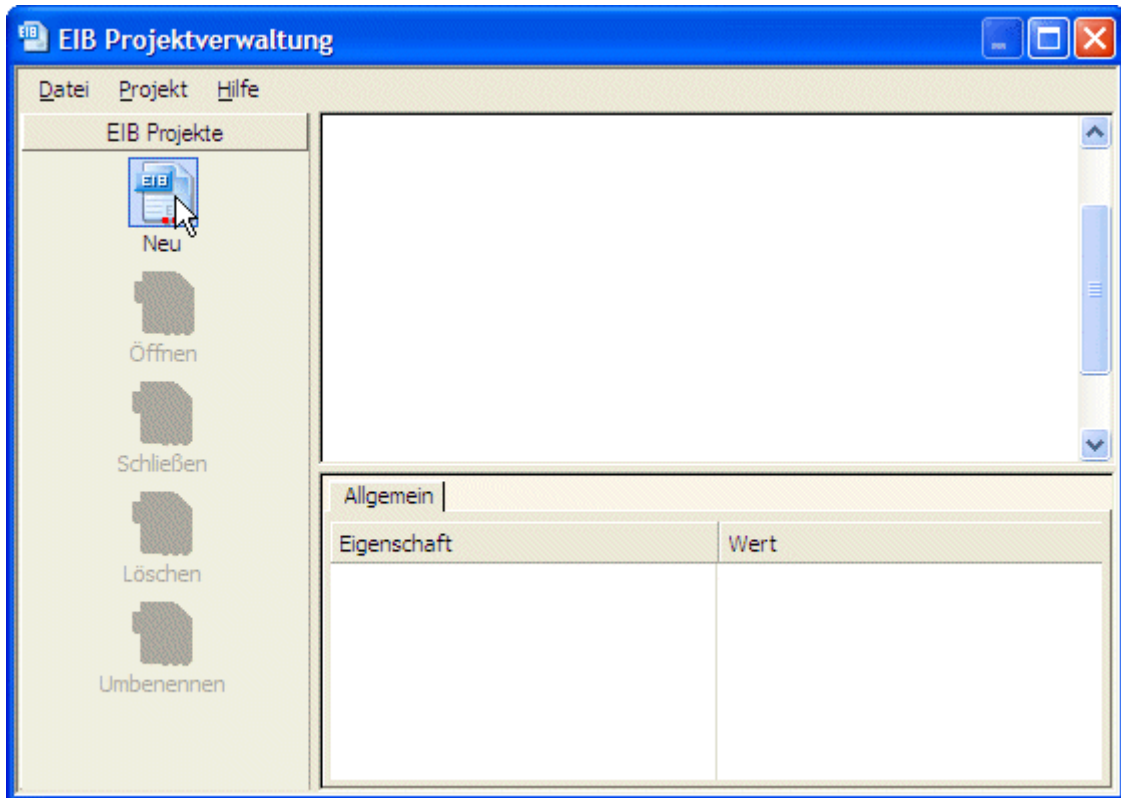 EIB Projektverwaltung
Datei Projekt Hilfe
EIB Projekte
EIB
Neu
Öffnen
Schließen
Löschen
Umbenennen
Allgemein
Eigenschaft Wert